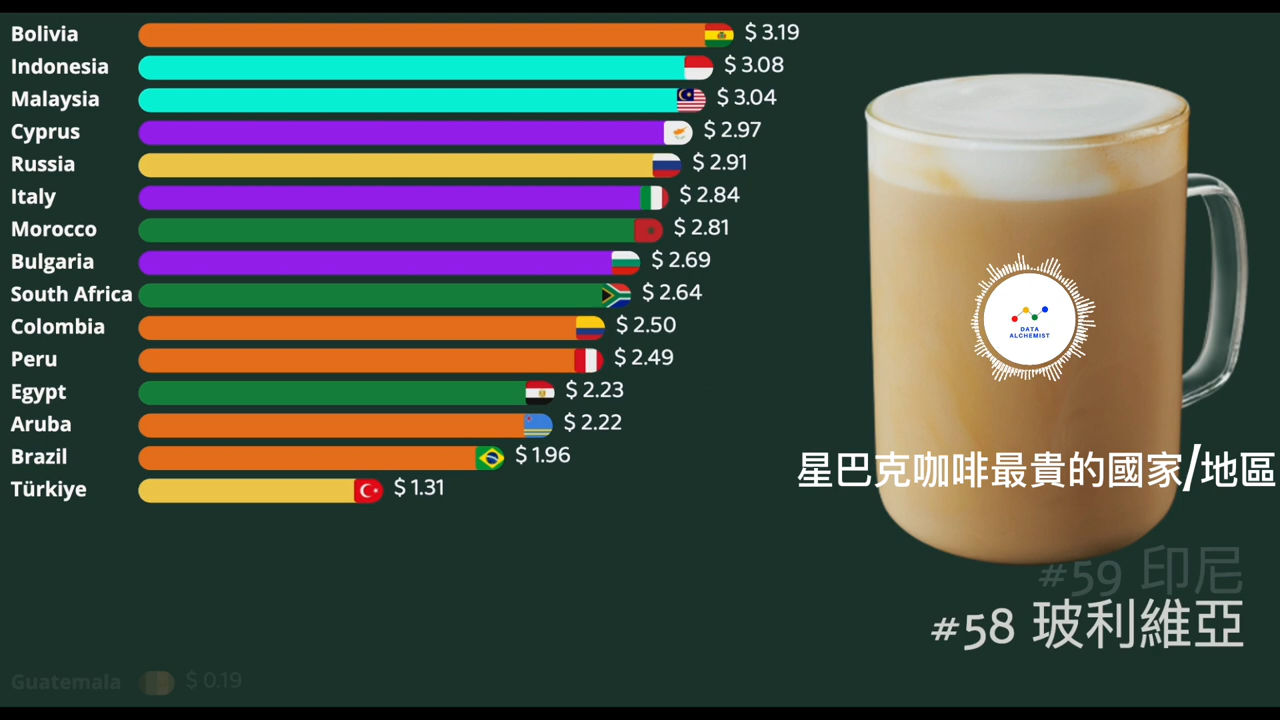 Bolivia $ 3.19
Indonesia $ 3.08
Malaysia $ 3.04
Cyprus $ 2.97
Russia $ 2.91
Italy $ 2.84
Morocco $ 2.81
Bulgaria $ 2.69
South Africa $ 2.64
Colombia $ 2.50
Peru $ 2.49
Egypt $ 2.23
Aruba $ 2.22
Brazil $ 1.96
Türkiye $ 1.31
Guatemala $ 0.19
DATA
ALCHEMIST
星巴克咖啡最貴的國家/地區
#59 印尼
#58 玻利維亞